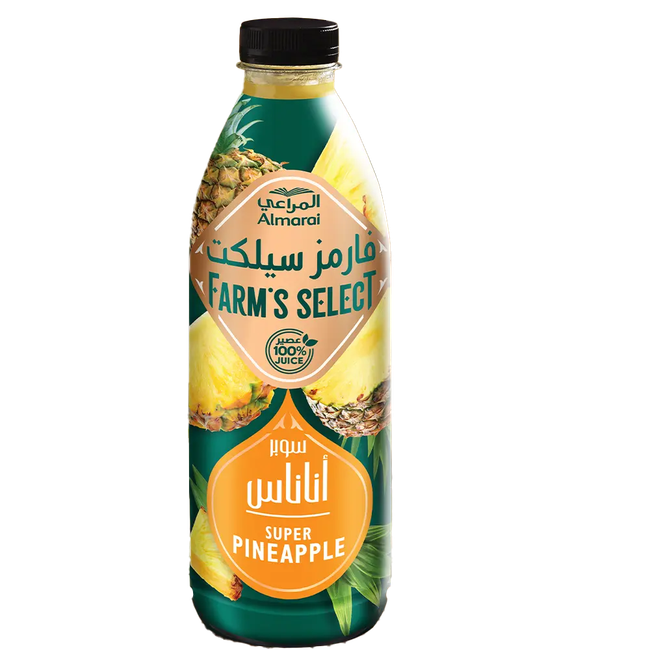 المراعي
Almarai
فارمز سيلكت
FARM'S SELECT
عصير
100%
JUICE
سوبر
أناناس
SUPER
PINEAPPLE